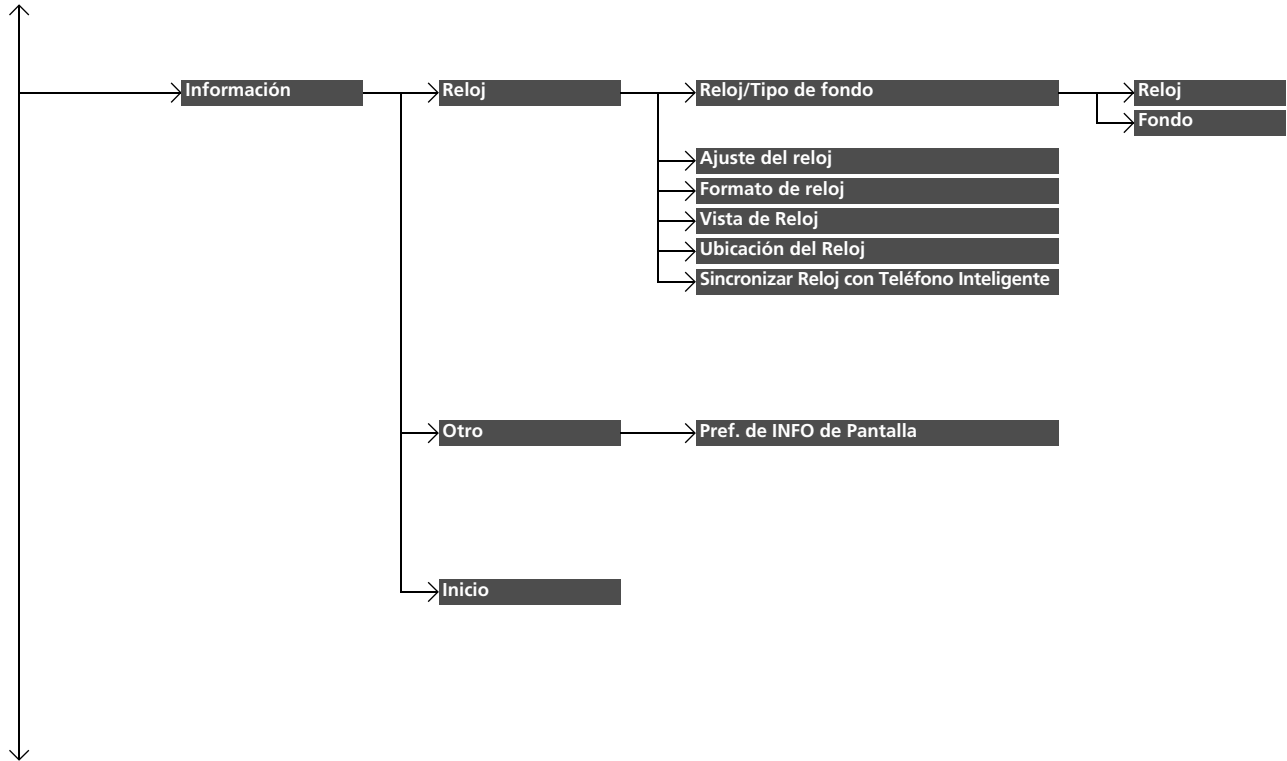 Información
Reloj
Reloj/Tipo de fondo
Reloj
Fondo
Ajuste del reloj
Formato de reloj
Vista de Reloj
Ubicación del Reloj
Sincronizar Reloj con Teléfono Inteligente
Otro
Pref. de INFO de Pantalla
Inicio